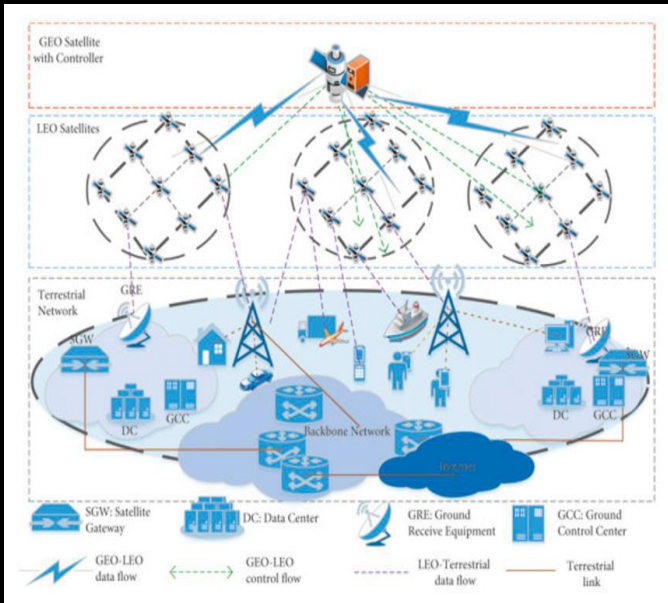 GEO Satellite
with Controller
LEO Satellites
Terrestrial
Network
GRE
SGW
GCC
DC
Backbone Network
Internet
GRE
SGW
DC
GCC
SGW: Satellite
Gateway
DC: Data Center
GRE: Ground
Receive Equipment
GCC: Ground
Control Center
GEO-LEO
data flow
GEO-LEO
control flow
LEO-Terrestrial
data flow
Terrestrial
link